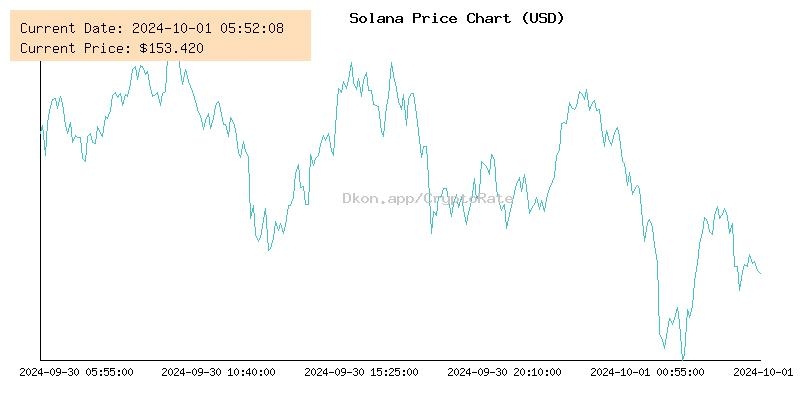 Solana Price Chart (USD)
Current Date: 2024-10-01 05:52:08
Current Price: $153.420
Dkon.app/CryptoRate
2024-09-30 05:55:00 2024-09-30 10:40:00 2024-09-30 15:25:00 2024-09-30 20:10:00 2024-10-01 00:55:00 2024-10-01